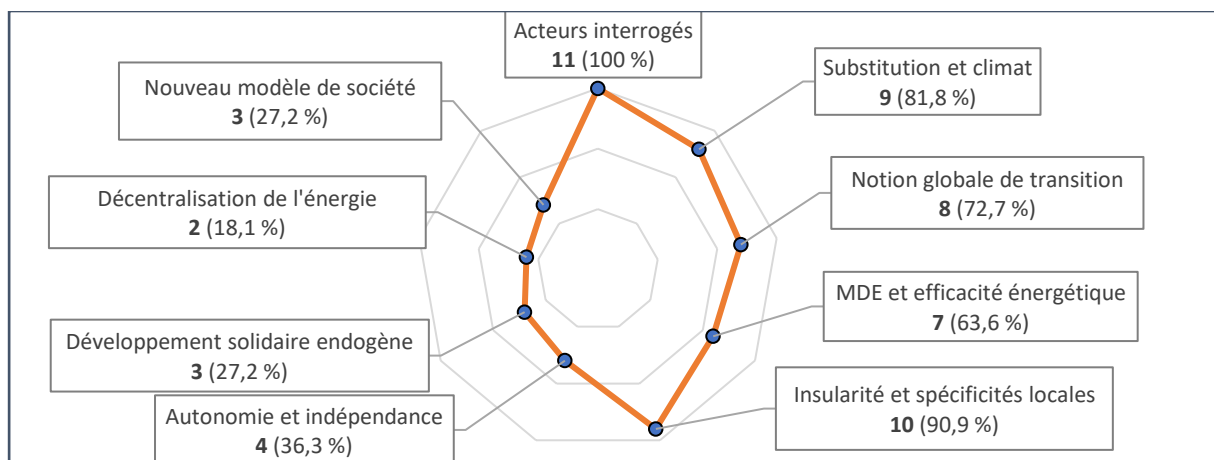 Acteurs interrogés
11 (100 %)
Substitution et climat
9 (81,8 %)
Notion globale de transition
8 (72,7 %)
MDE et efficacité énergétique
7 (63,6 %)
Insularité et spécificités locales
10 (90,9 %)
Autonomie et indépendance
4 (36,3 %)
Développement solidaire endogène
3 (27,2 %)
Décentralisation de l'énergie
2 (18,1 %)
Nouveau modèle de société
3 (27,2 %)